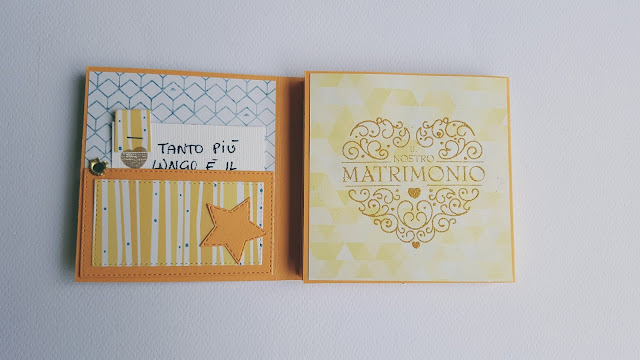 TANTO PIÙ
LUNGO E IL
IL
NOSTRO
MATRIMONIO